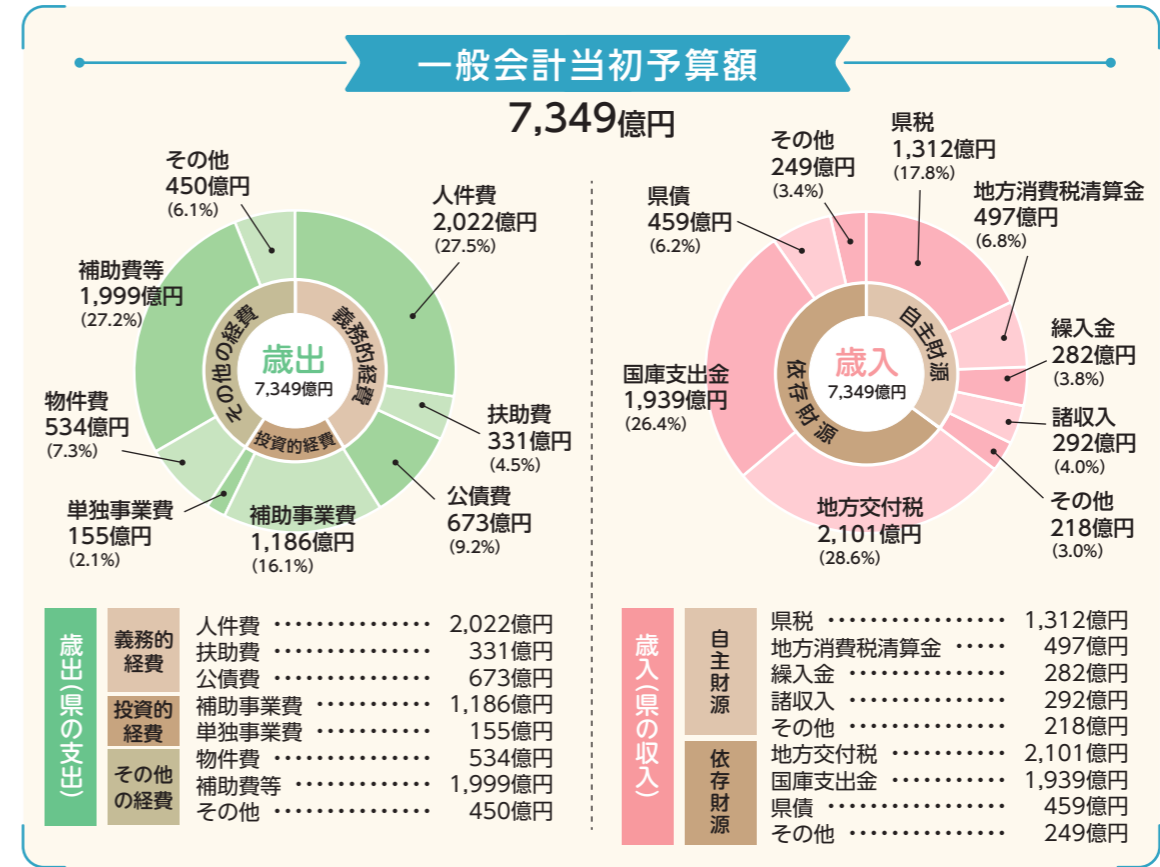 一般会計当初予算額
7,349億円
その他
450億円
(6.1%)
人件費
2,022億円
(27.5%)
補助費等
1,999億円
(27.2%)
物件費
534億円
(7.3%)
単独事業費
155億円
(2.1%)
補助事業費
1,186億円
(16.1%)
公債費
673億円
(9.2%)
扶助費
331億円
(4.5%)
その他の経費
義務的経費
投資的経費
歳出
7,349億円
その他
249億円
(3.4%)
県税
1,312億円
(17.8%)
県債
459億円
(6.2%)
地方消費税清算金
497億円
(6.8%)
繰入金
282億円
(3.8%)
諸収入
292億円
(4.0%)
その他
218億円
(3.0%)
国庫支出金
1,939億円
(26.4%)
地方交付税
2,101億円
(28.6%)
自主財源
依存財源
歳入
7,349億円
歳出(県の支出)
義務的
経費
人件費 ・・・・・・・・・・・・・・・ 2,022億円
扶助費 ・・・・・・・・・・・・・・・ 331億円
公債費 ・・・・・・・・・・・・・・・ 673億円
投資的
経費
補助事業費 ・・・・・・・・・・・ 1,186億円
単独事業費 ・・・・・・・・・・・ 155億円
その他
の経費
物件費 ・・・・・・・・・・・・・・・ 534億円
補助費等 ・・・・・・・・・・・・・ 1,999億円
その他 ・・・・・・・・・・・・・・・ 450億円
歳入(県の収入)
自主財源
県税 ・・・・・・・・・・・・・・・・・ 1,312億円
地方消費税清算金 ・・・・・ 497億円
繰入金 ・・・・・・・・・・・・・・・ 282億円
諸収入 ・・・・・・・・・・・・・・・ 292億円
その他 ・・・・・・・・・・・・・・・ 218億円
依存財源
地方交付税 ・・・・・・・・・・・ 2,101億円
国庫支出金 ・・・・・・・・・・・ 1,939億円
県債 ・・・・・・・・・・・・・・・・・ 459億円
その他 ・・・・・・・・・・・・・・・ 249億円